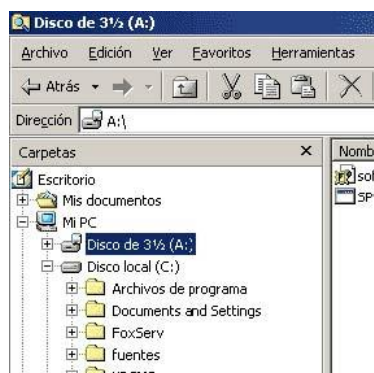 Disco de 3½ (A:)
Archivo Edición Ver Favoritos Herramientas
Atrás
Dirección A:\
Carpetas × Nomb
Escritorio
Mis documentos
Mi PC
Disco de 3½ (A:)
Disco local (C:)
Archivos de programa
Documents and Settings
FoxServ
fuentes